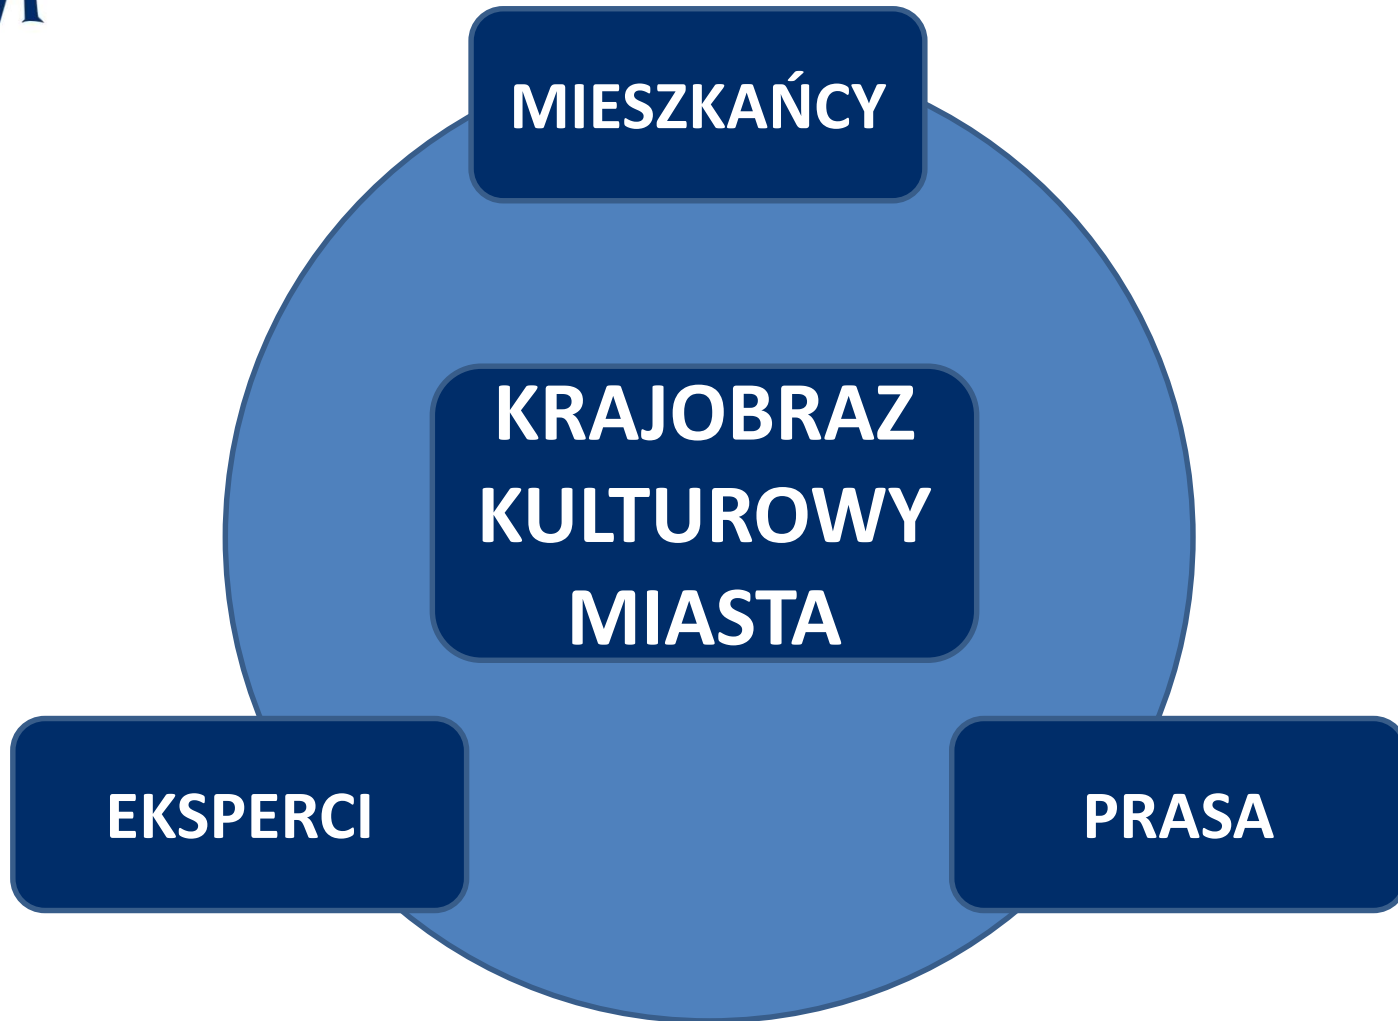 MIESZKAŃCY
KRAJOBRAZ
KULTUROWY
MIASTA
EKSPERCI
PRASA